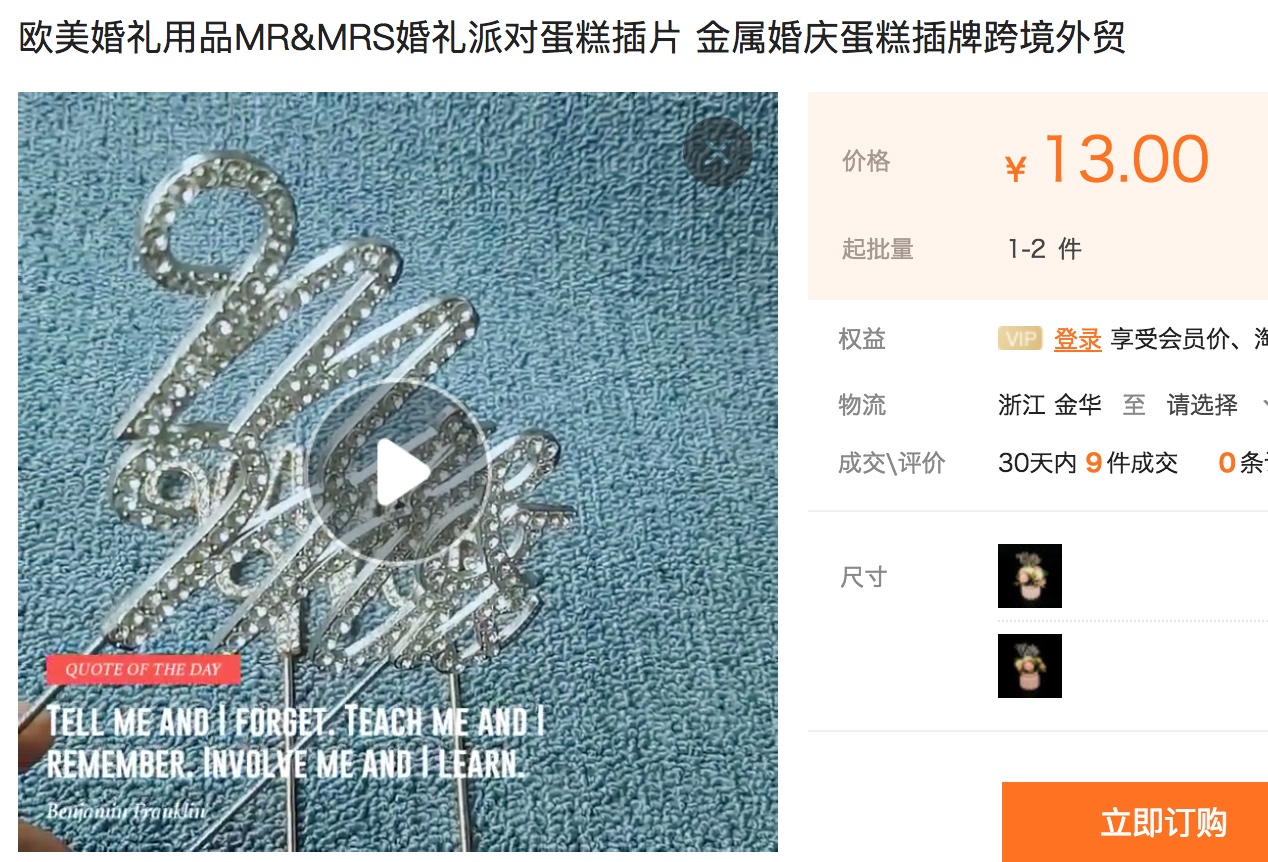 欧美婚礼用品MR&MRS婚礼派对蛋糕插片 金属婚庆蛋糕插牌跨境外贸
价格 ¥ 13.00
起批量 1-2 件
权益 VIP 登录 享受会员价、
物流 浙江 金华 至 请选择
成交\评价 30天内 9 件成交 0 条
尺寸
QUOTE OF THE DAY
TELL ME AND I FORGET. TEACH ME AND I
REMEMBER. INVOLVE ME AND I LEARN.
Benjamin Franklin
立即订购